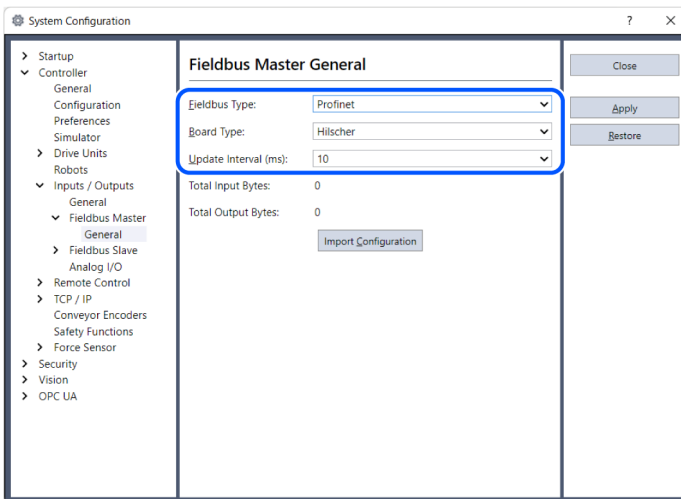 System Configuration
?
Startup
Controller
General
Configuration
Preferences
Simulator
Drive Units
Robots
Inputs / Outputs
General
Fieldbus Master
General
Fieldbus Slave
Analog I/O
Remote Control
TCP / IP
Conveyor Encoders
Safety Functions
Force Sensor
Security
Vision
OPC UA
Fieldbus Master General
Fieldbus Type: Profinet
Board Type: Hilscher
Update Interval (ms): 10
Total Input Bytes: 0
Total Output Bytes: 0
Import Configuration
Close
Apply
Restore